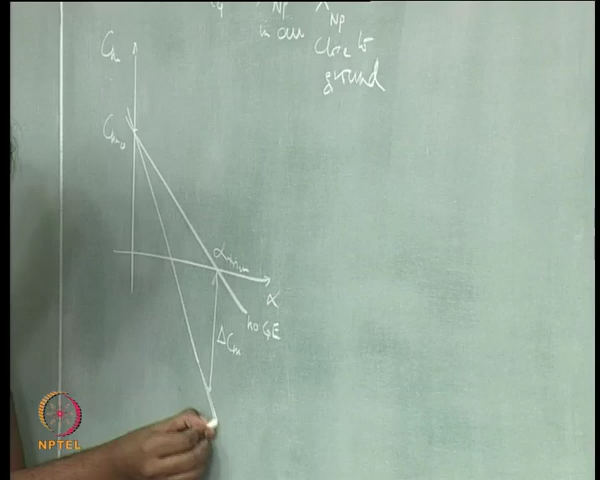 NP
NP
in air
close to
ground
Cm
Cm0
αtrim
α
no GE
ΔCm
NPTEL